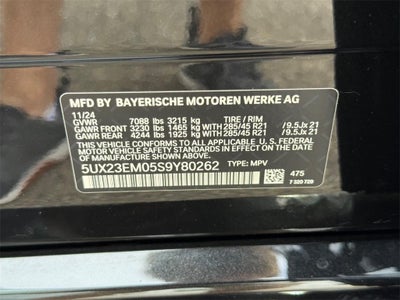 MFD BY BAYERISCHE MOTOREN WERKE AG
11/24
GVWR 7088 lbs 3215 kg TIRE / RIM
GAWR FRONT 3230 lbs 1465 kg WITH 285/45 R21 / 9.5Jx 21
GAWR REAR 4244 lbs 1925 kg WITH 285/45 R21 / 9.5Jx 21
THIS VEHICLE CONFORMS TO ALL APPLICABLE
FEDERAL MOTOR VEHICLE SAFETY STANDARDS
IN EFFECT ON THE DATE OF MANUFACTURE
SHOWN ABOVE.
5UX23EM05S9Y80262 TYPE: MPV
475
7 320 728